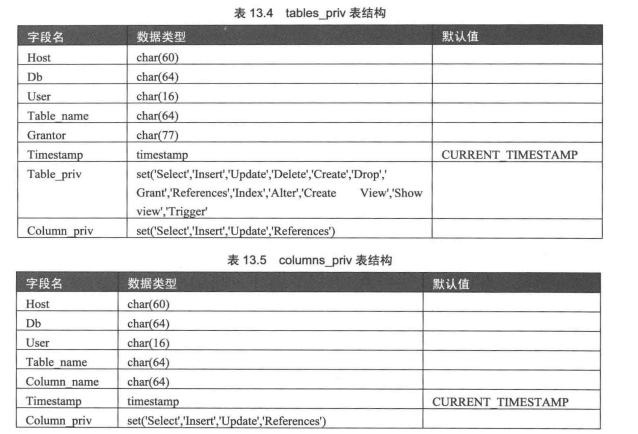 表 13.4 tables_priv 表结构
字段名 数据类型 默认值
Host char(60)
Db char(64)
User char(16)
Table_name char(64)
Grantor char(77)
Timestamp timestamp CURRENT_TIMESTAMP
Table_priv set('Select','Insert','Update','Delete','Create','Drop','
Grant','References','Index','Alter','Create View','Show
view','Trigger'
Column_priv set('Select','Insert','Update','References')
表 13.5 columns_priv 表结构
字段名 数据类型 默认值
Host char(60)
Db char(64)
User char(16)
Table_name char(64)
Column_name char(64)
Timestamp timestamp CURRENT_TIMESTAMP
Column_priv set('Select','Insert','Update','References')